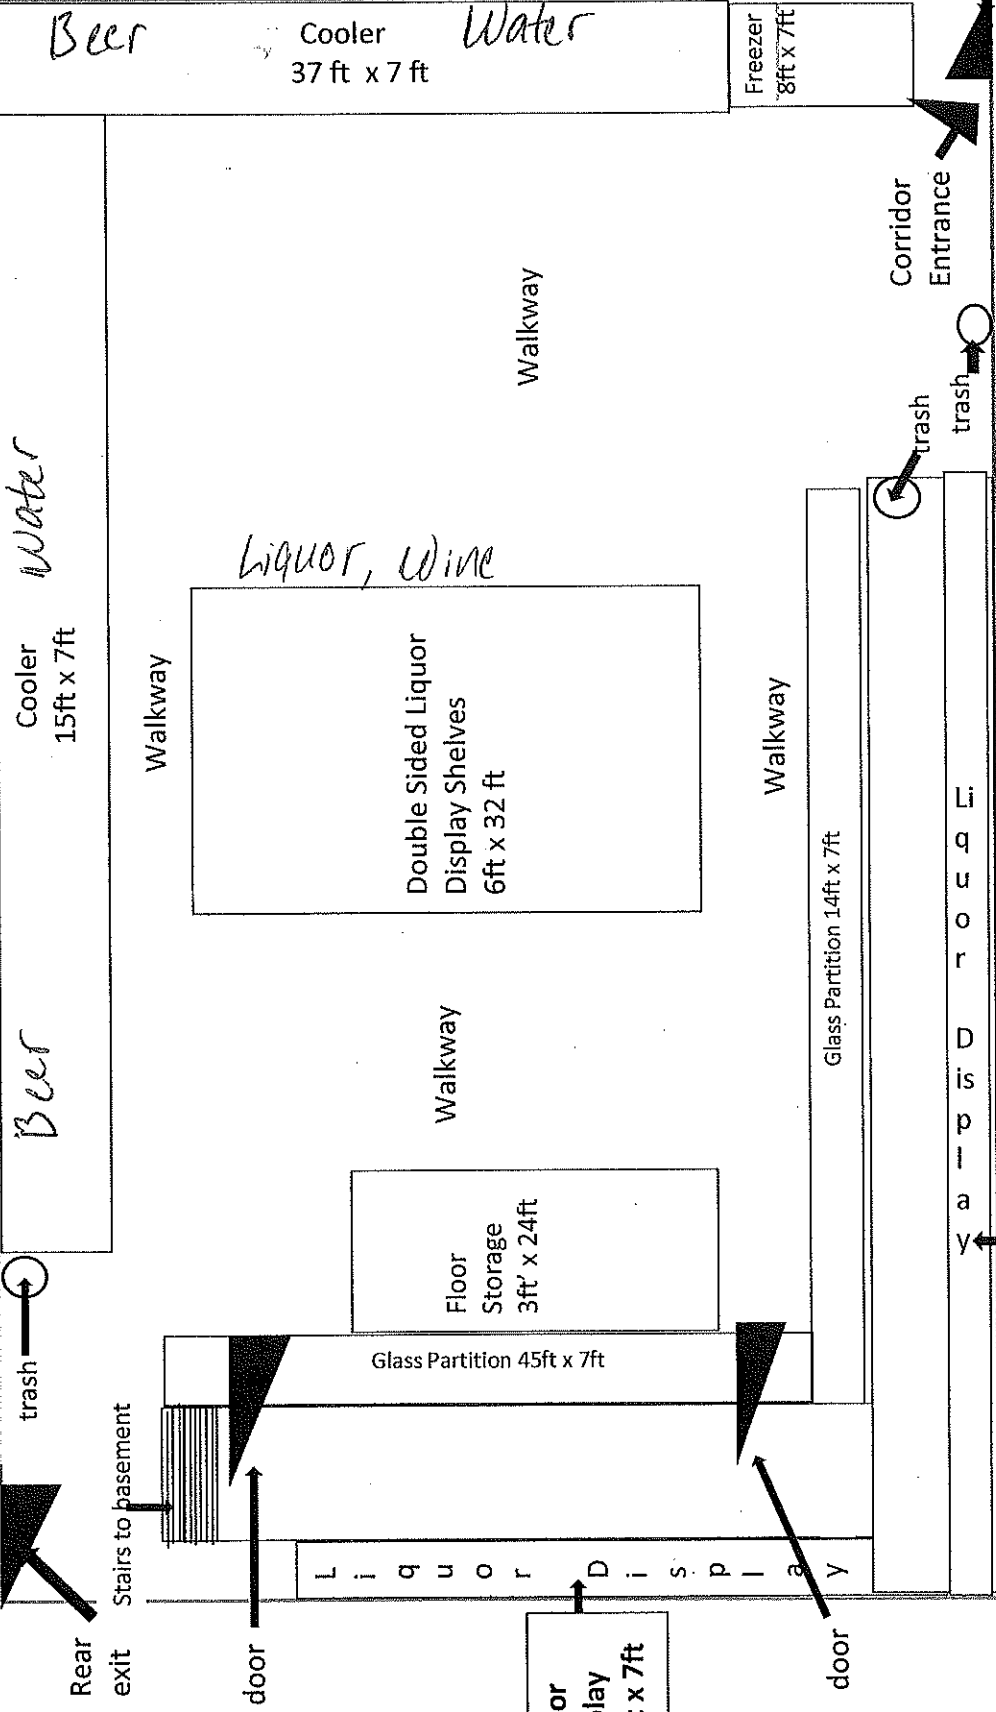 Beer
Cooler
37 ft x 7 ft
Water
Freezer
8ft x 7ft
Corridor
Entrance
trash
trash
Walkway
Cooler
15ft x 7ft
Water
Beer
Walkway
Liquor, Wine
Double Sided Liquor
Display Shelves
6ft x 32 ft
Walkway
Glass Partition 14ft x 7ft
Liquor Display
Walkway
Floor
Storage
3ft' x 24ft
Glass Partition 45ft x 7ft
trash
Stairs to basement
Rear
exit
door
Liquor Display
door
or
lay
x 7ft